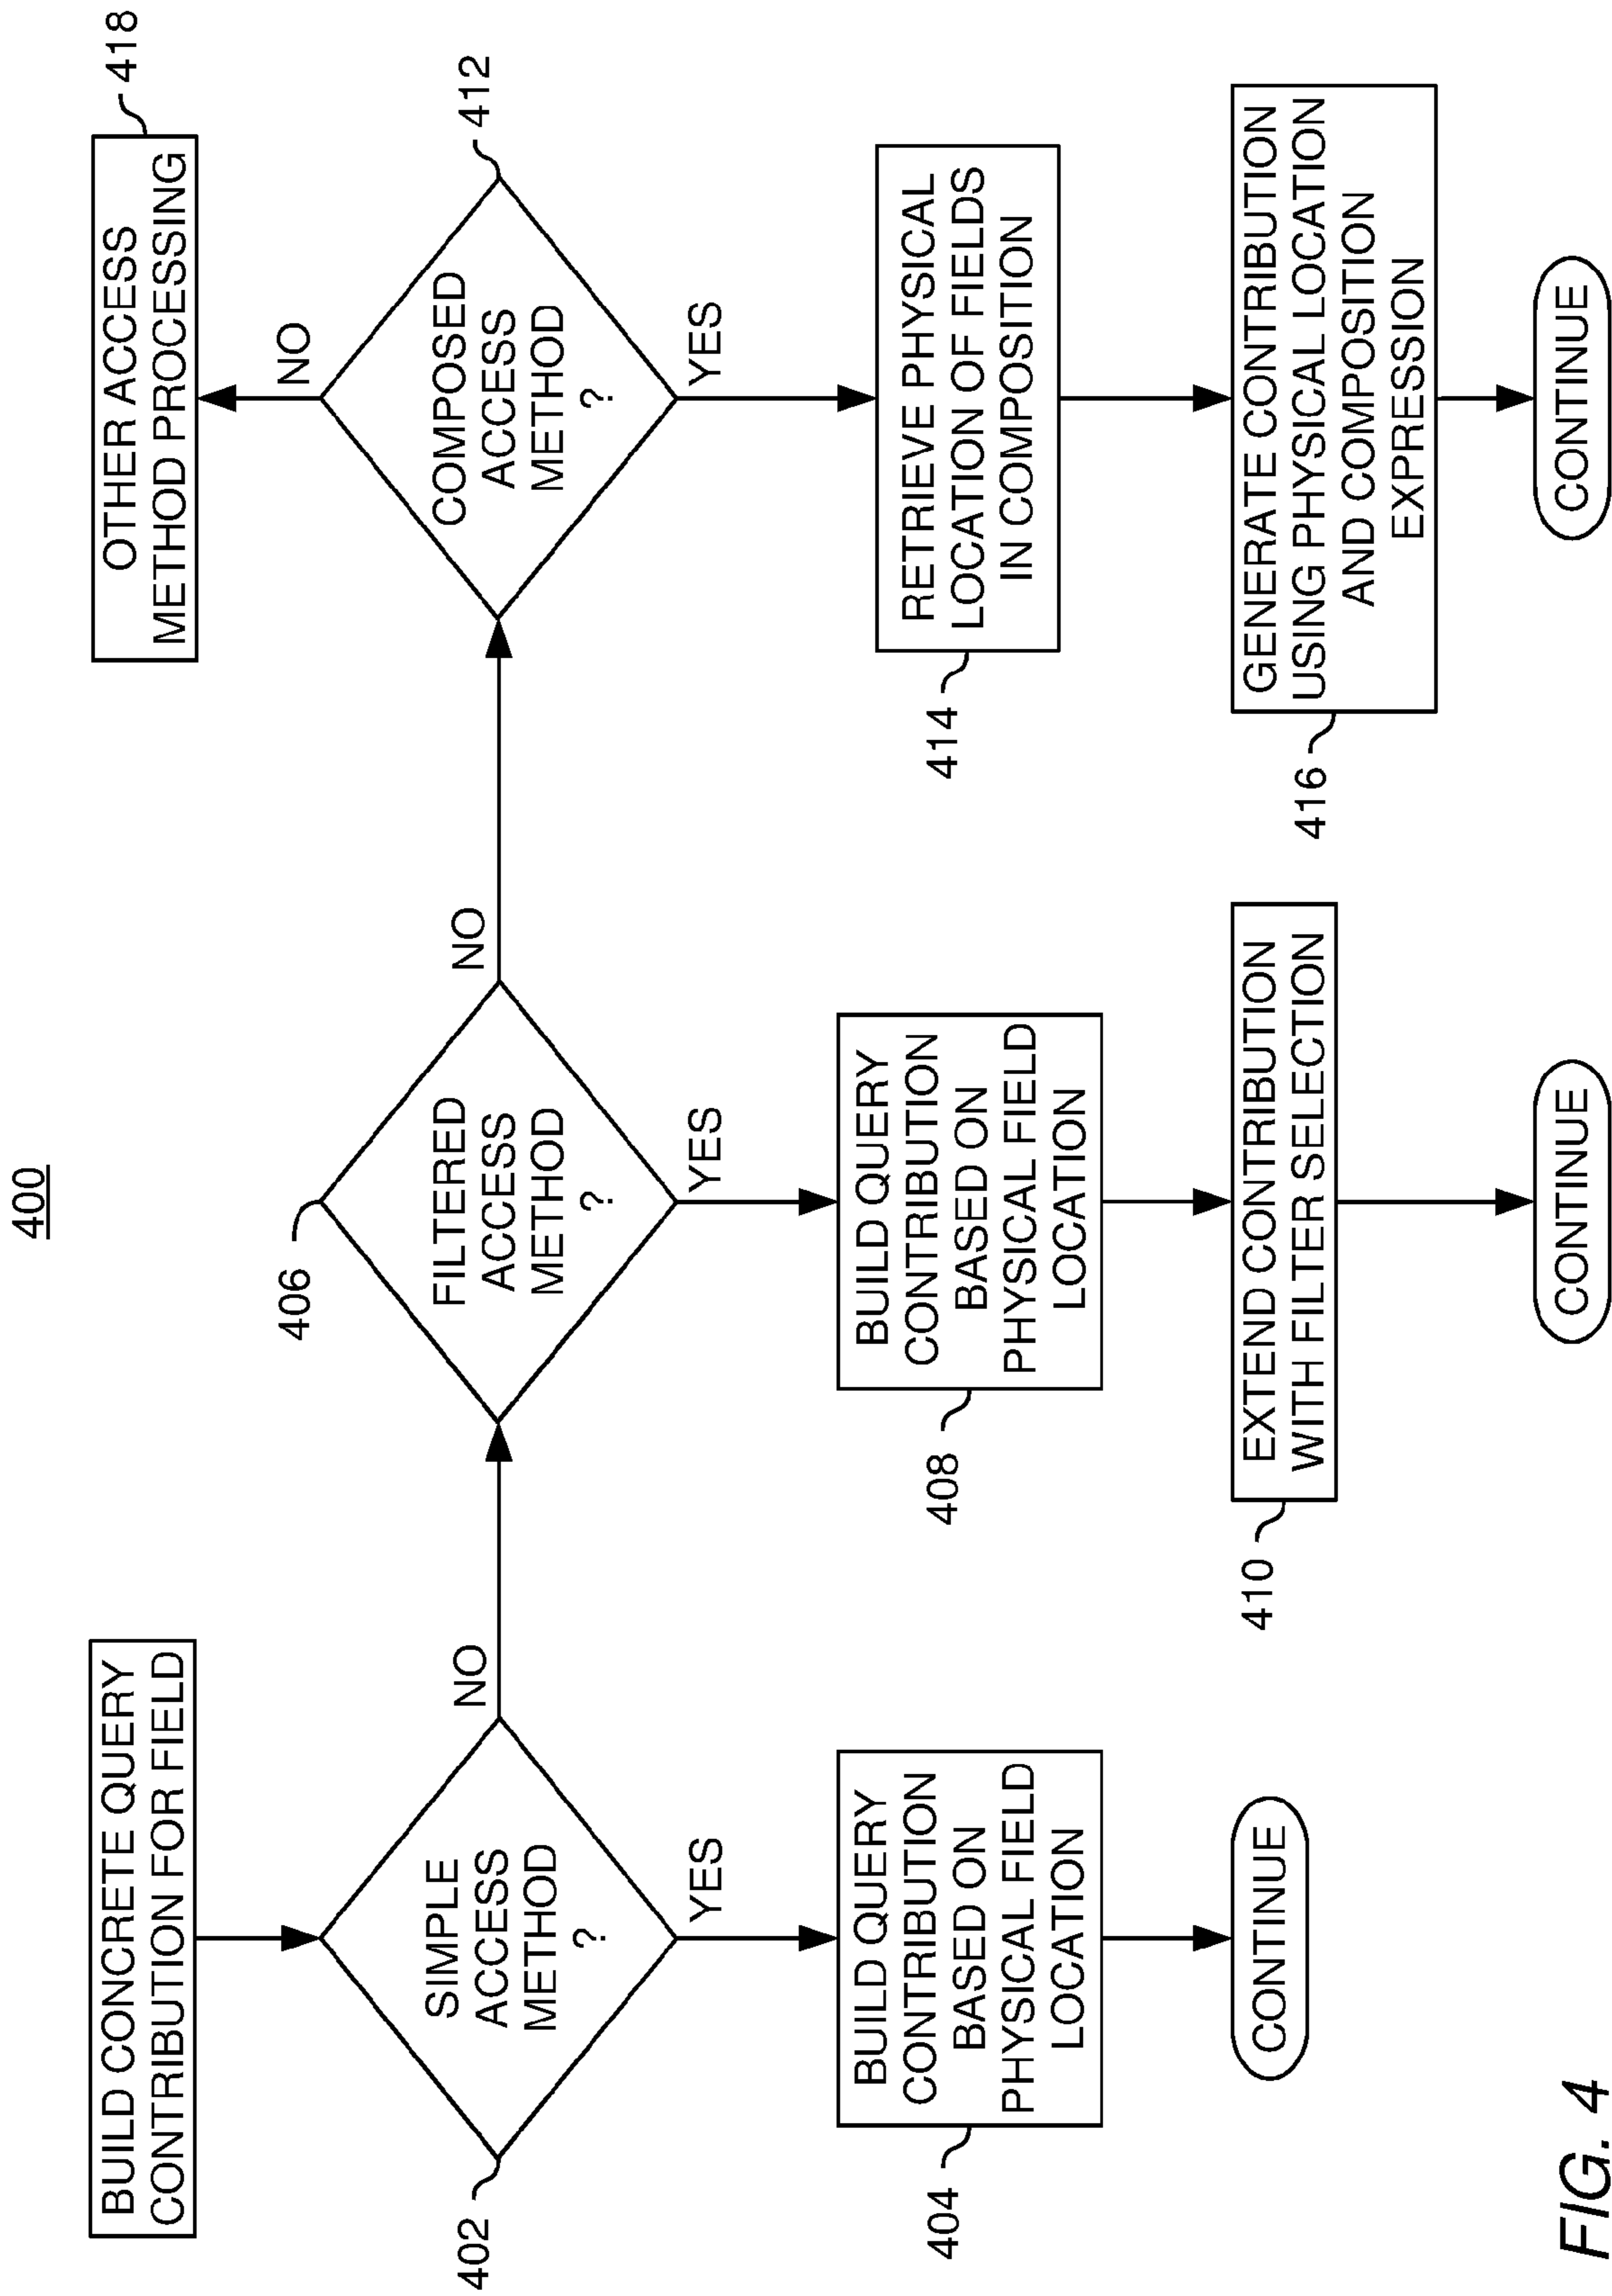 400
BUILD CONCRETE QUERY
CONTRIBUTION FOR FIELD
402
SIMPLE
ACCESS
METHOD
?
NO
YES
404
BUILD QUERY
CONTRIBUTION
BASED ON
PHYSICAL FIELD
LOCATION
CONTINUE
406
FILTERED
ACCESS
METHOD
?
NO
YES
408
BUILD QUERY
CONTRIBUTION
BASED ON
PHYSICAL FIELD
LOCATION
410
EXTEND CONTRIBUTION
WITH FILTER SELECTION
CONTINUE
OTHER ACCESS
METHOD PROCESSING
418
NO
412
COMPOSED
ACCESS
METHOD
?
YES
414
RETRIEVE PHYSICAL
LOCATION OF FIELDS
IN COMPOSITION
416
GENERATE CONTRIBUTION
USING PHYSICAL LOCATION
AND COMPOSITION
EXPRESSION
CONTINUE
FIG. 4